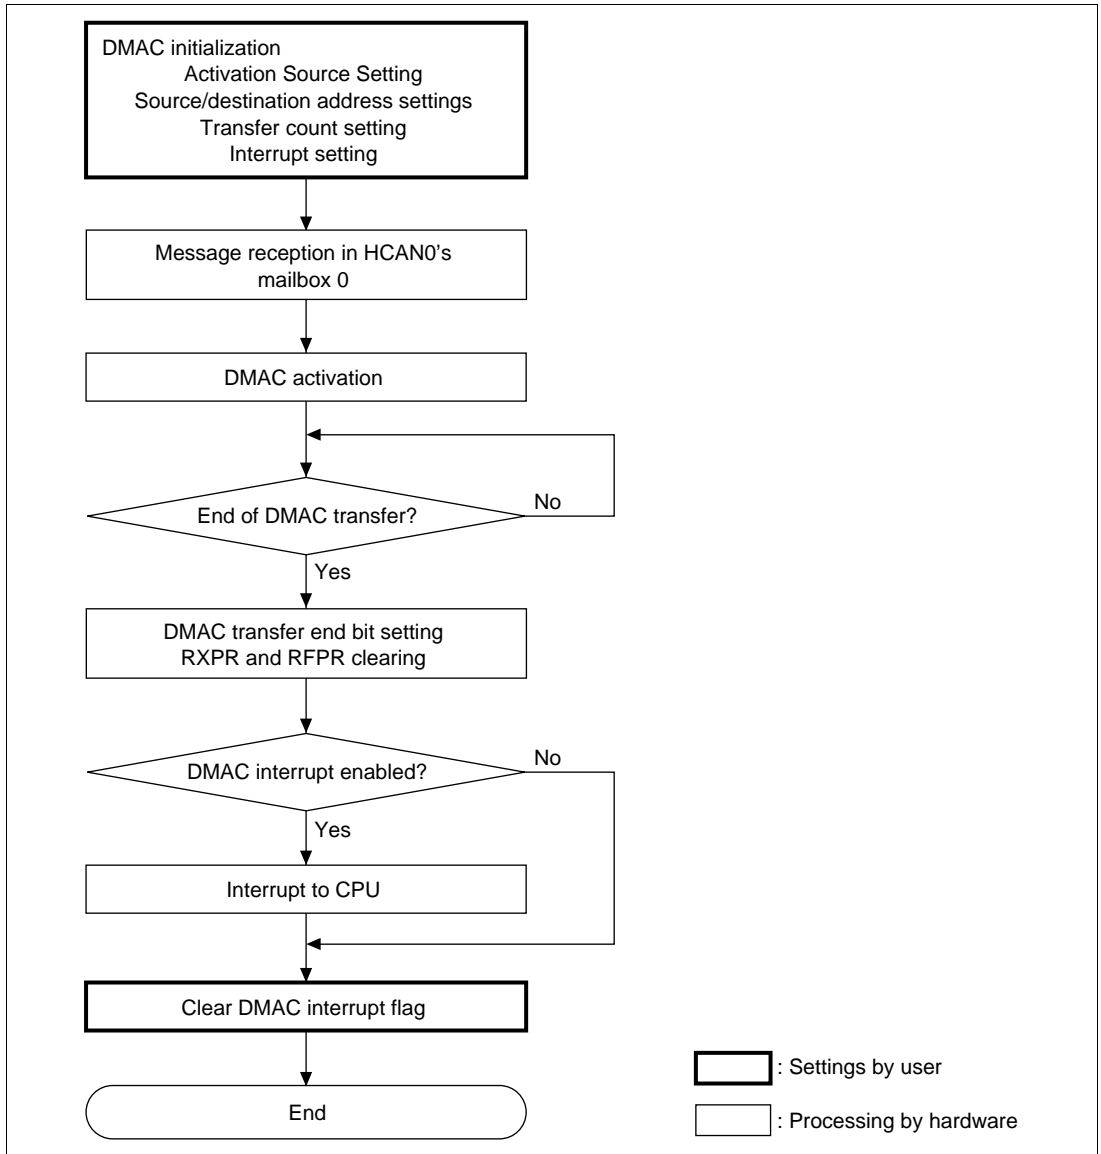 DMAC initialization
Activation Source Setting
Source/destination address settings
Transfer count setting
Interrupt setting
Message reception in HCAN0's
mailbox 0
DMAC activation
End of DMAC transfer?
No
Yes
DMAC transfer end bit setting
RXPR and RFPR clearing
DMAC interrupt enabled?
No
Yes
Interrupt to CPU
Clear DMAC interrupt flag
End
: Settings by user
: Processing by hardware